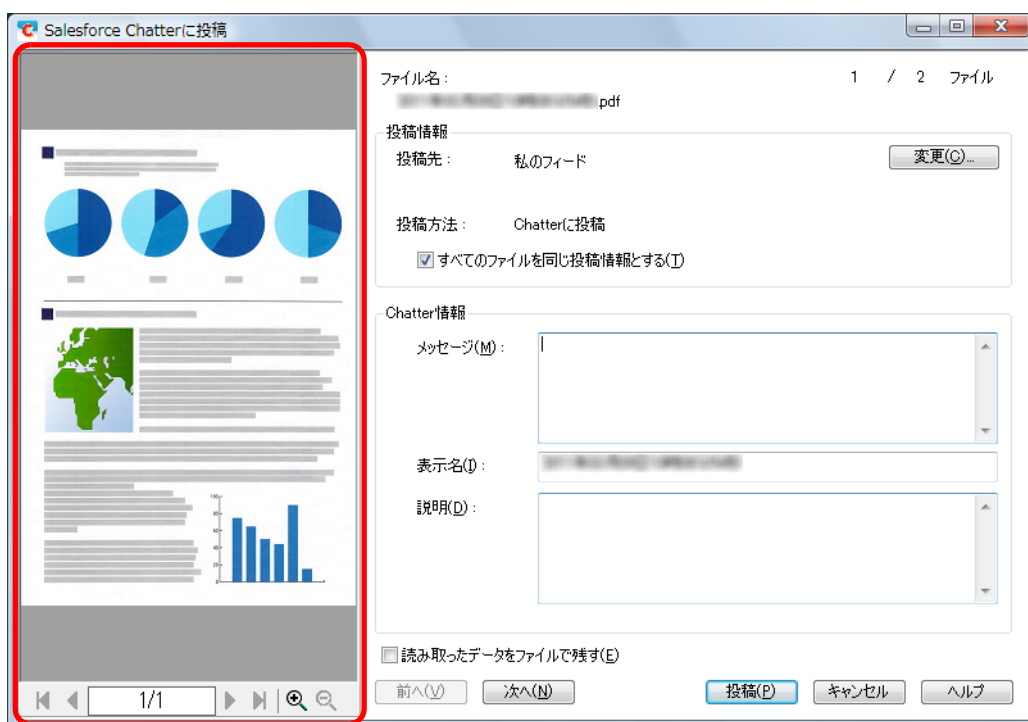 Salesforce Chatterに投稿
ファイル名： 1 / 2 ファイル
.pdf
投稿情報
投稿先： 私のフィード 変更(C)...
投稿方法： Chatterに投稿
すべてのファイルを同じ投稿情報とする(T)
Chatter情報
メッセージ(M)：
表示名(I)：
説明(D)：
100
80
60
40
20
0
読み取ったデータをファイルで残す(E)
1/1
前へ(V) 次へ(N) 投稿(P) キャンセル ヘルプ